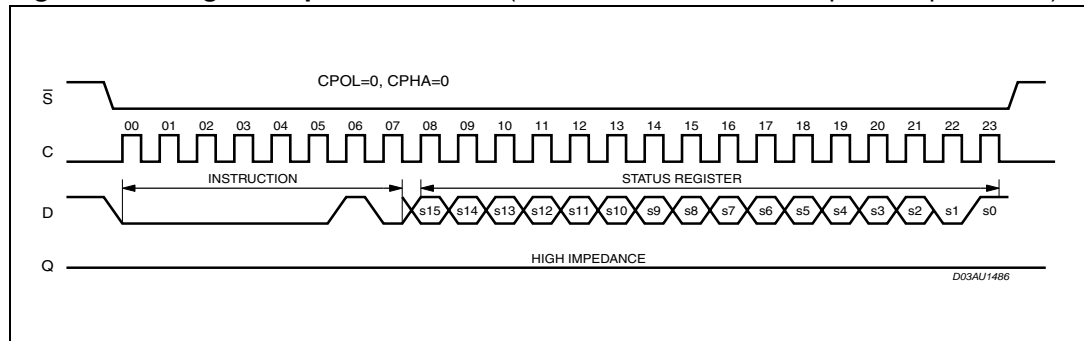 CPOL=0, CPHA=0
S
00 01 02 03 04 05 06 07 08 09 10 11 12 13 14 15 16 17 18 19 20 21 22 23
C
INSTRUCTION STATUS REGISTER
D s15 s14 s13 s12 s11 s10 s9 s8 s7 s6 s5 s4 s3 s2 s1 s0
HIGH IMPEDANCE
Q
D03AU1486